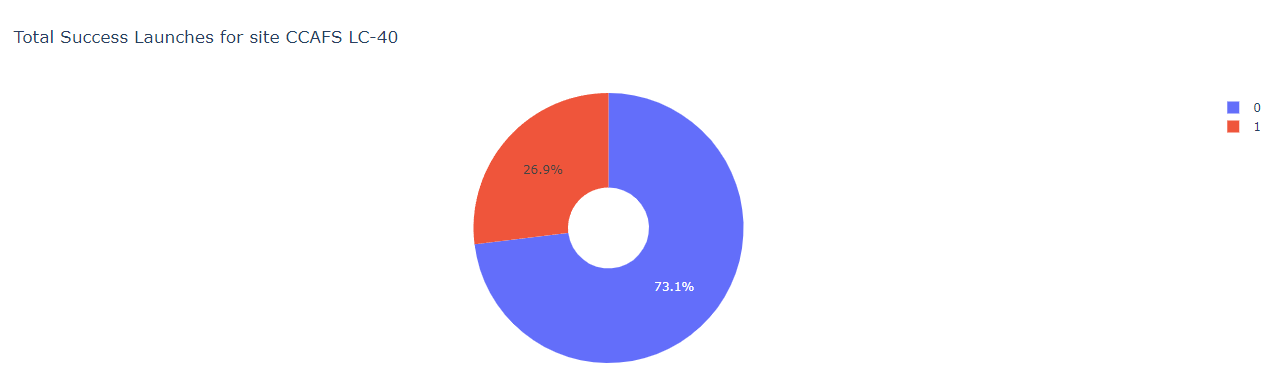 Total Success Launches for site CCAFS LC-40
0
1
26.9%
73.1%